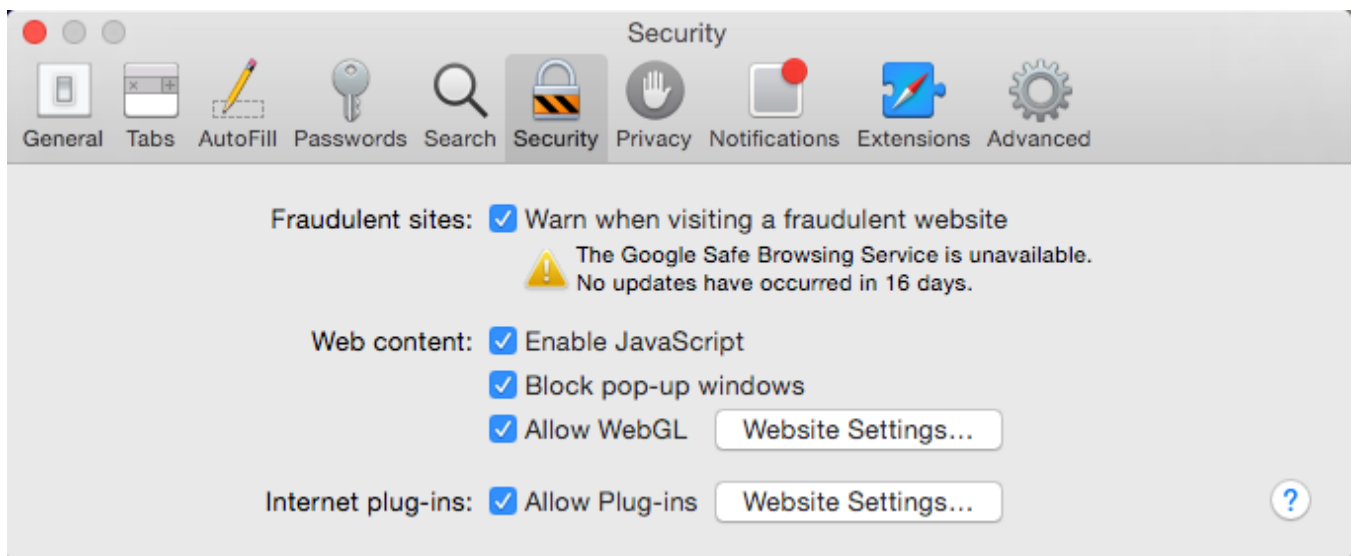 Security
General Tabs AutoFill Passwords Search Security Privacy Notifications Extensions Advanced
Fraudulent sites: Warn when visiting a fraudulent website
The Google Safe Browsing Service is unavailable.
No updates have occurred in 16 days.
Web content: Enable JavaScript
Block pop-up windows
Allow WebGL Website Settings...
Internet plug-ins: Allow Plug-ins Website Settings... ?